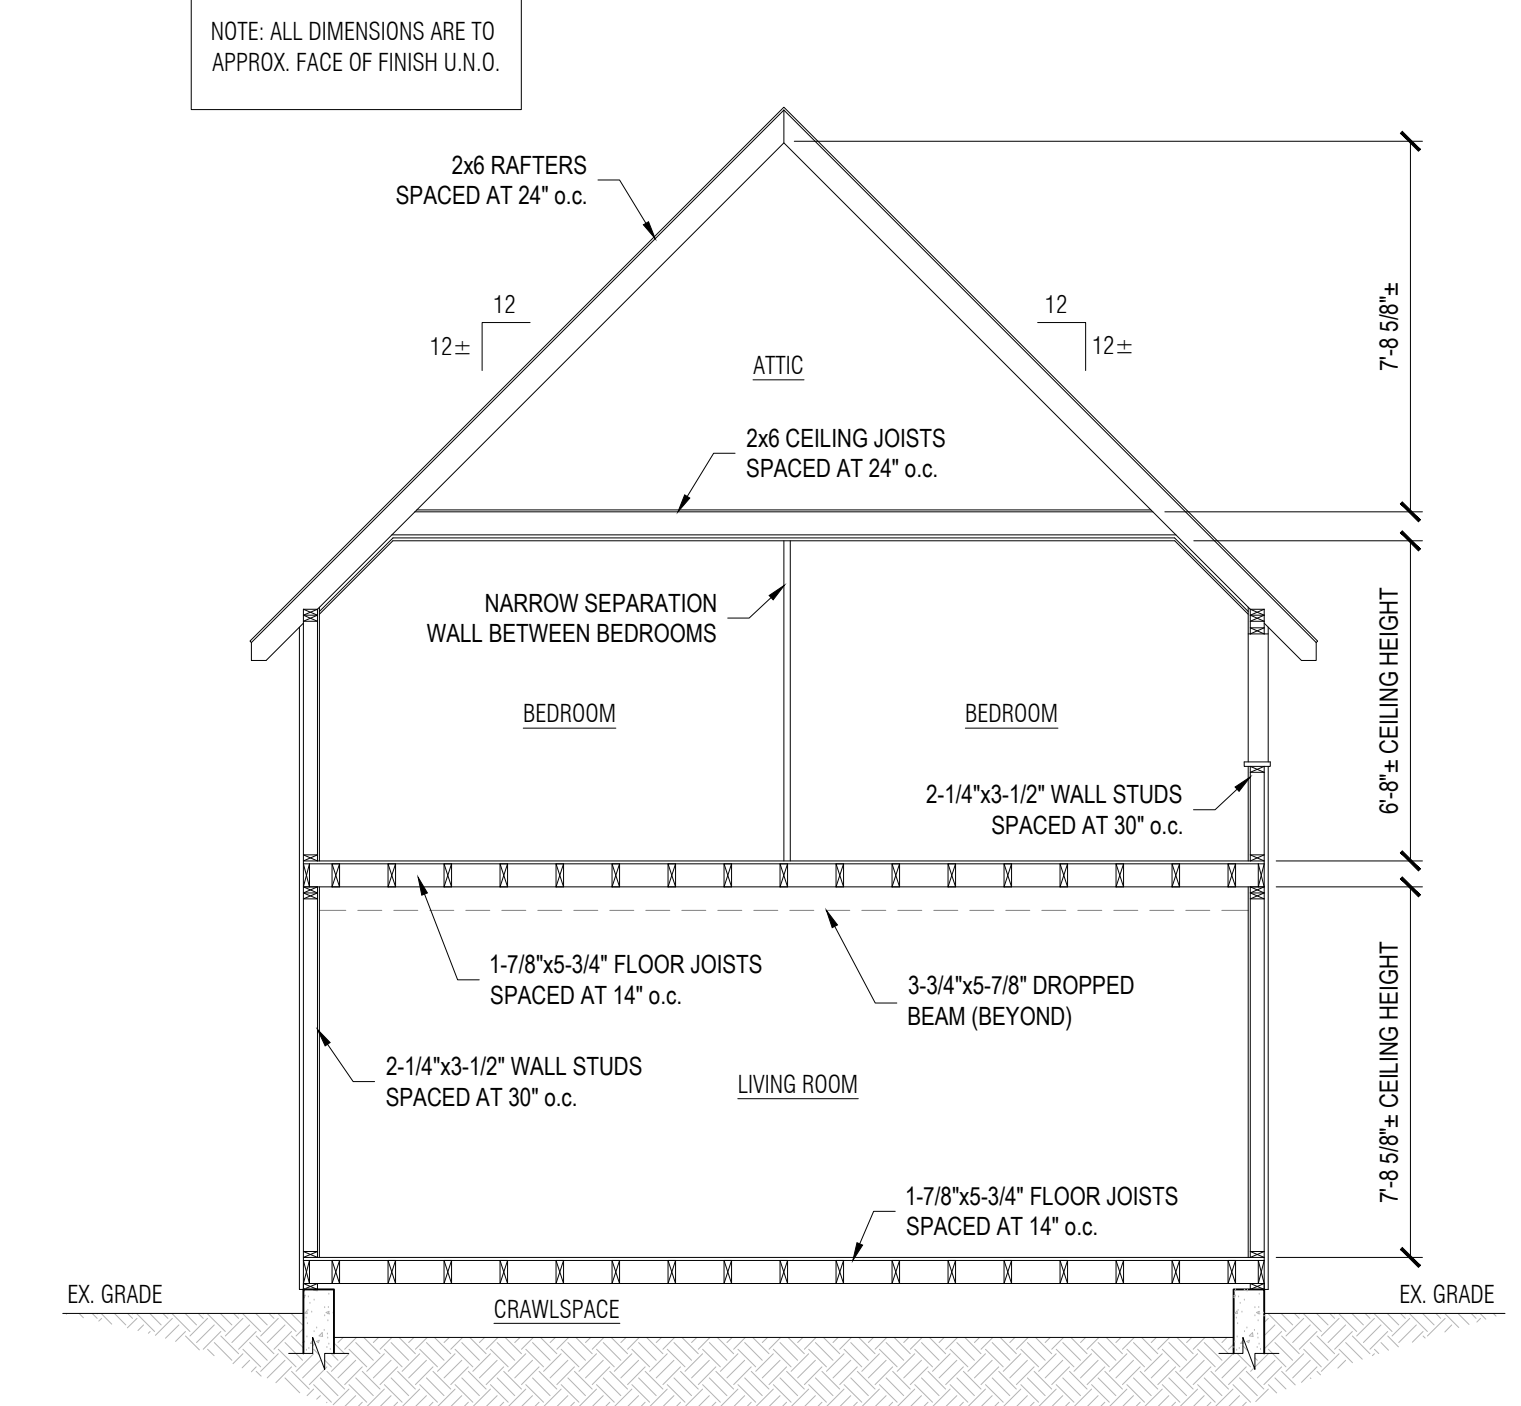 NOTE: ALL DIMENSIONS ARE TO
APPROX. FACE OF FINISH U.N.O.
2x6 RAFTERS
SPACED AT 24" o.c.
12
12±
12
12±
7'-8 5/8"±
ATTIC
2x6 CEILING JOISTS
SPACED AT 24" o.c.
NARROW SEPARATION
WALL BETWEEN BEDROOMS
6'-8"± CEILING HEIGHT
BEDROOM
BEDROOM
2-1/4"x3-1/2" WALL STUDS
SPACED AT 30" o.c.
1-7/8"x5-3/4" FLOOR JOISTS
SPACED AT 14" o.c.
3-3/4"x5-7/8" DROPPED
BEAM (BEYOND)
7'-8 5/8"± CEILING HEIGHT
2-1/4"x3-1/2" WALL STUDS
SPACED AT 30" o.c.
LIVING ROOM
1-7/8"x5-3/4" FLOOR JOISTS
SPACED AT 14" o.c.
EX. GRADE
CRAWLSPACE
EX. GRADE